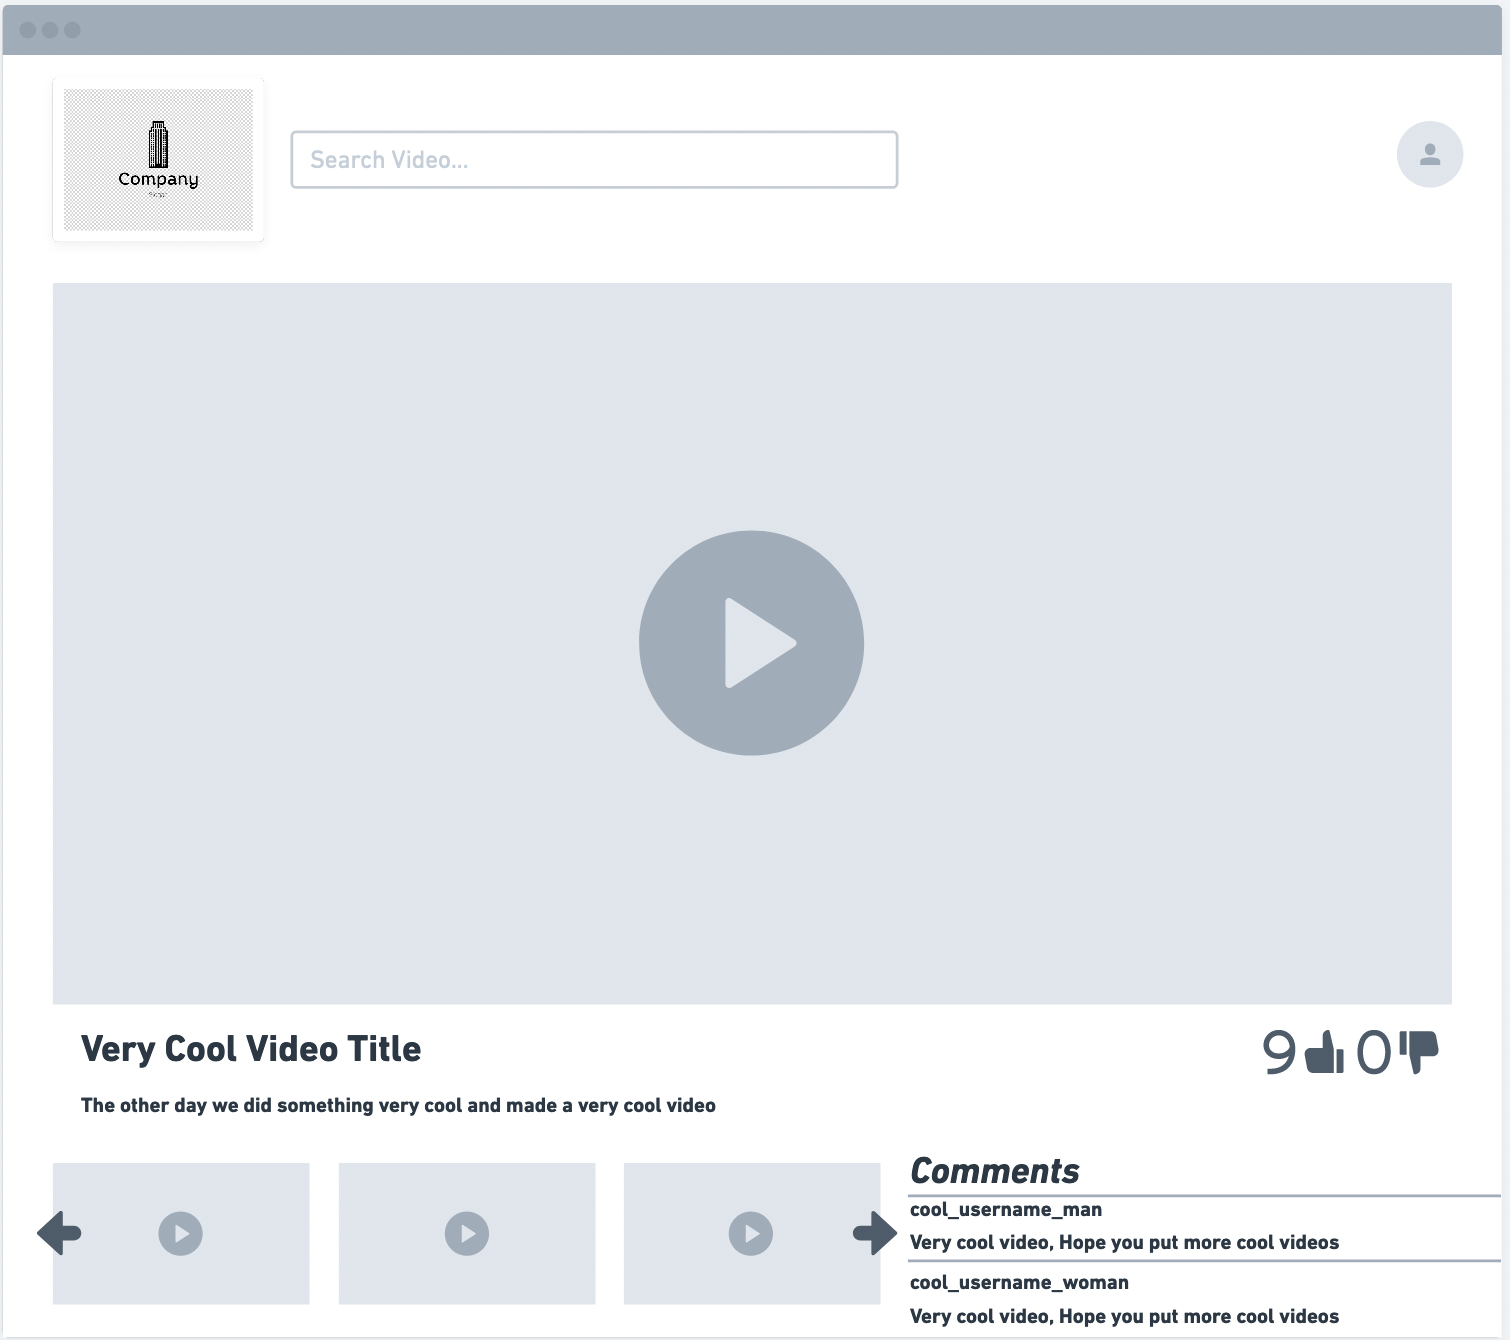 Company
Search Video...
Very Cool Video Title
9 0
The other day we did something very cool and made a very cool video
Comments
cool_username_man
Very cool video, Hope you put more cool videos
cool_username_woman
Very cool video, Hope you put more cool videos